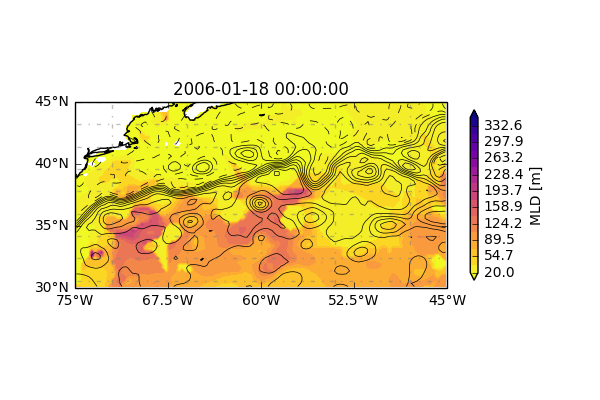 2006-01-18 00:00:00
45°N
40°N
35°N
30°N
75°W
67.5°W
60°W
52.5°W
45°W
332.6
297.9
263.2
228.4
193.7
158.9
124.2
89.5
54.7
20.0
MLD [m]